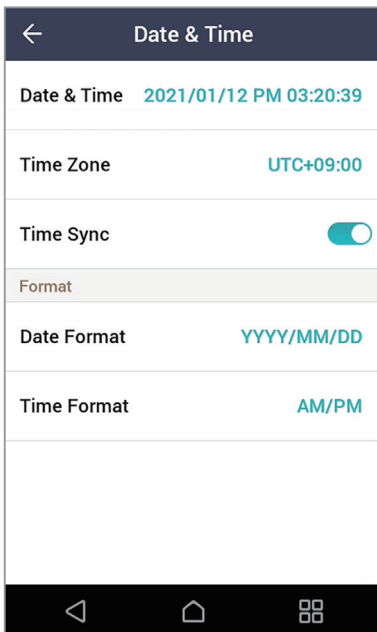 Date & Time
Date & Time 2021/01/12 PM 03:20:39
Time Zone UTC+09:00
Time Sync
Format
Date Format YYYY/MM/DD
Time Format AM/PM